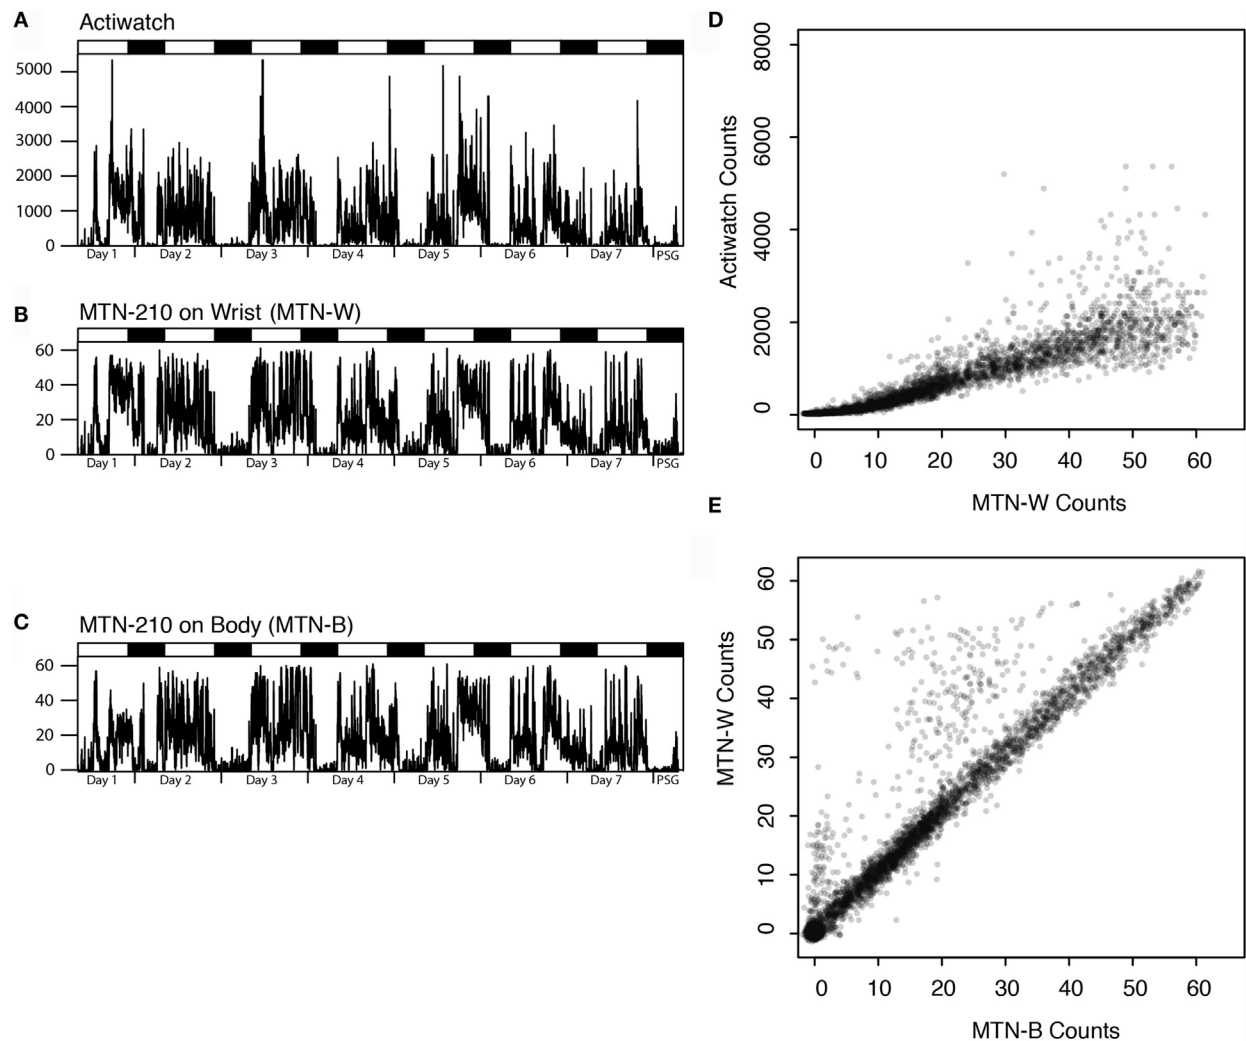 A Actiwatch
5000
4000
3000
2000
1000
0
Day 1 Day 2 Day 3 Day 4 Day 5 Day 6 Day 7 PSG
B MTN-210 on Wrist (MTN-W)
60
40
20
0
Day 1 Day 2 Day 3 Day 4 Day 5 Day 6 Day 7 PSG
C MTN-210 on Body (MTN-B)
60
40
20
0
Day 1 Day 2 Day 3 Day 4 Day 5 Day 6 Day 7 PSG
D
Actiwatch Counts
8000
6000
4000
2000
0
0 10 20 30 40 50 60
MTN-W Counts
E
MTN-W Counts
60
50
40
30
20
10
0
0 10 20 30 40 50 60
MTN-B Counts